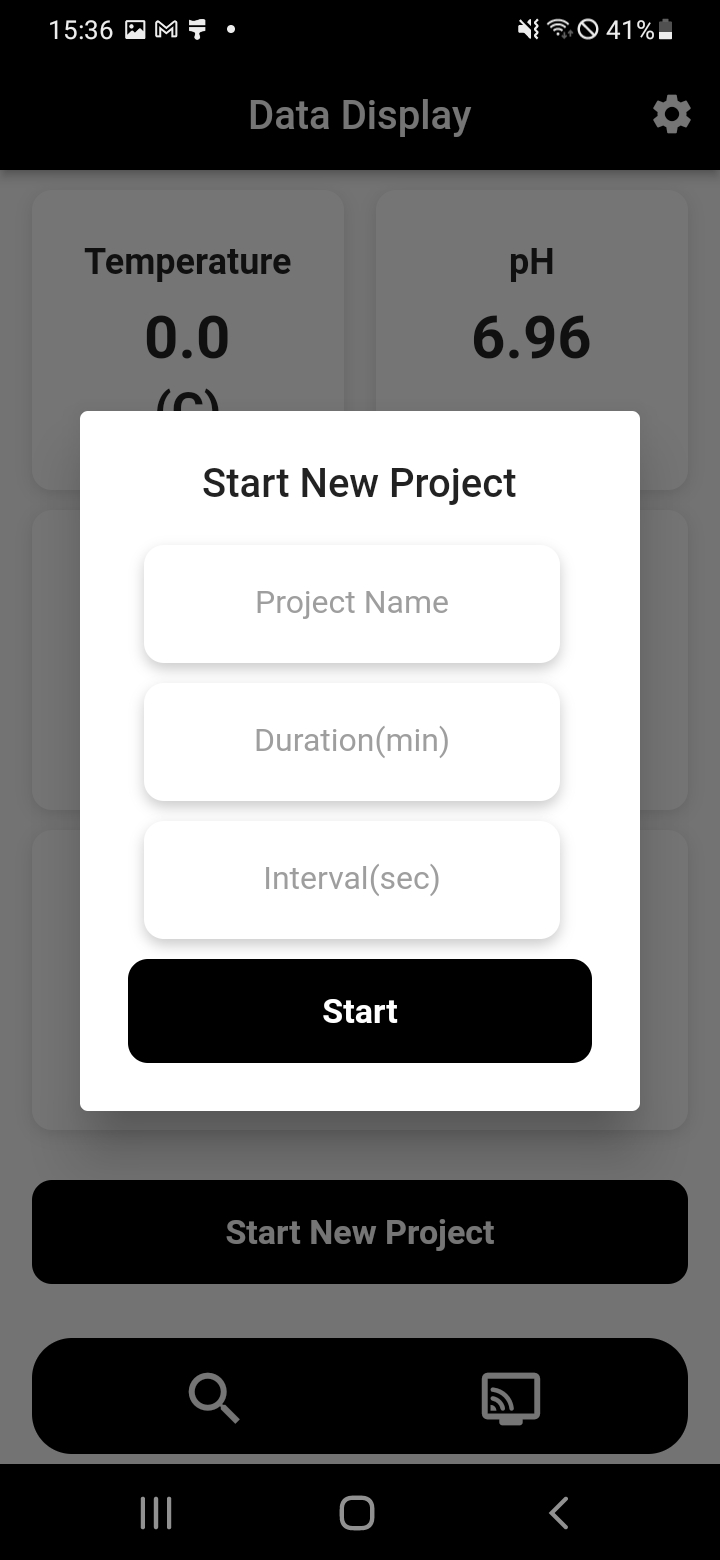 15:36
41%
Data Display
Temperature
pH
0.0
6.96
(C)
Start New Project
Project Name
Duration(min)
Interval(sec)
Start
Start New Project